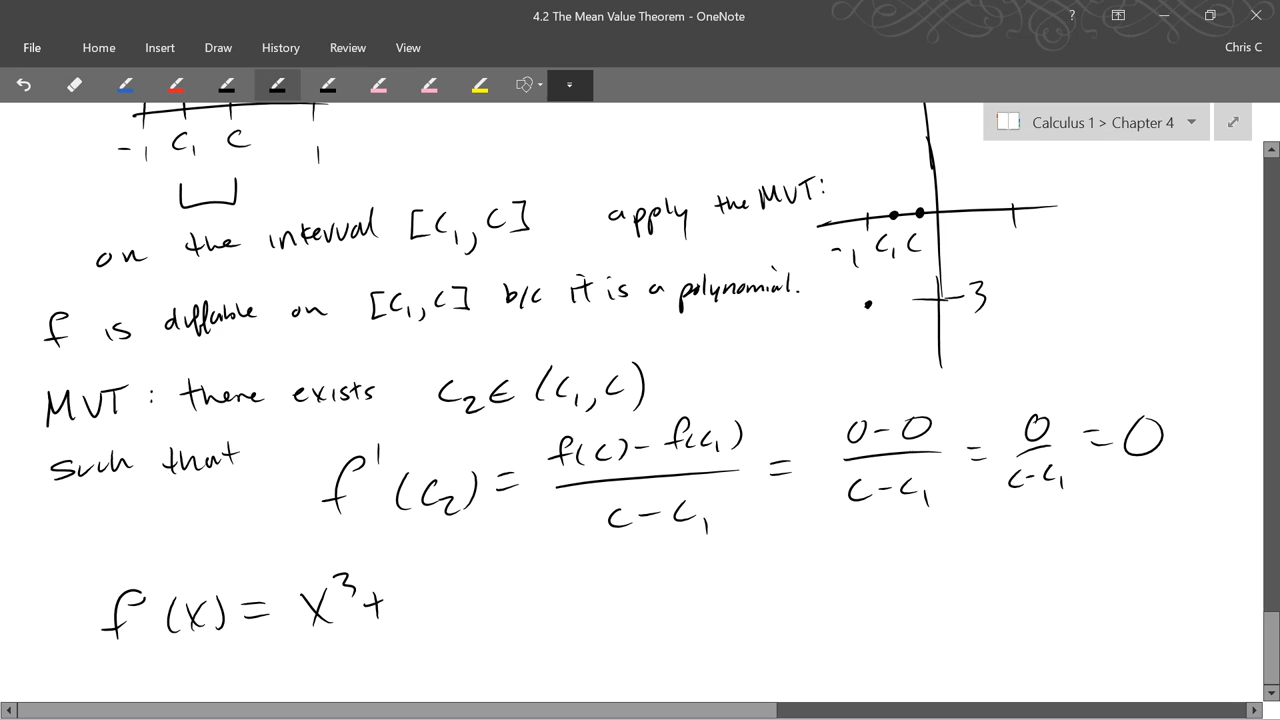 4.2 The Mean Value Theorem - OneNote
?
File Home Insert Draw History Review View
Chris C
Calculus 1 > Chapter 4
-1 C₁ C 1
on the interval [C₁, C] apply the MVT:
-1 C₁ C
f is diffable on [C₁, C] b/c it is a polynomial.
-3
MVT: there exists C₂ ∈ (C₁, C)
such that f'(C₂) = (f(C) - f(C₁))/(C - C₁) = (0 - 0)/(C - C₁) = 0/(C - C₁) = 0
f(x) = x³+